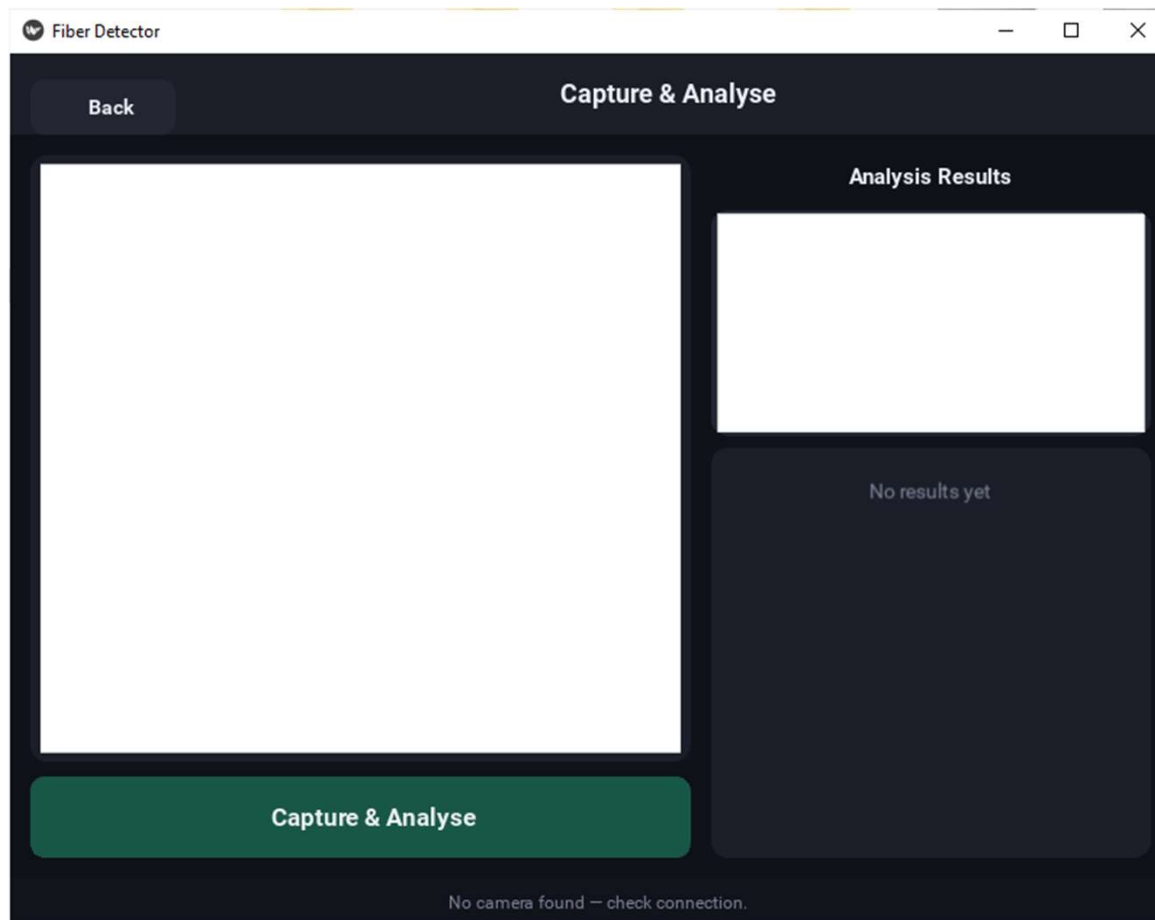 Fiber Detector
Back
Capture & Analyse
Analysis Results
No results yet
Capture & Analyse
No camera found — check connection.